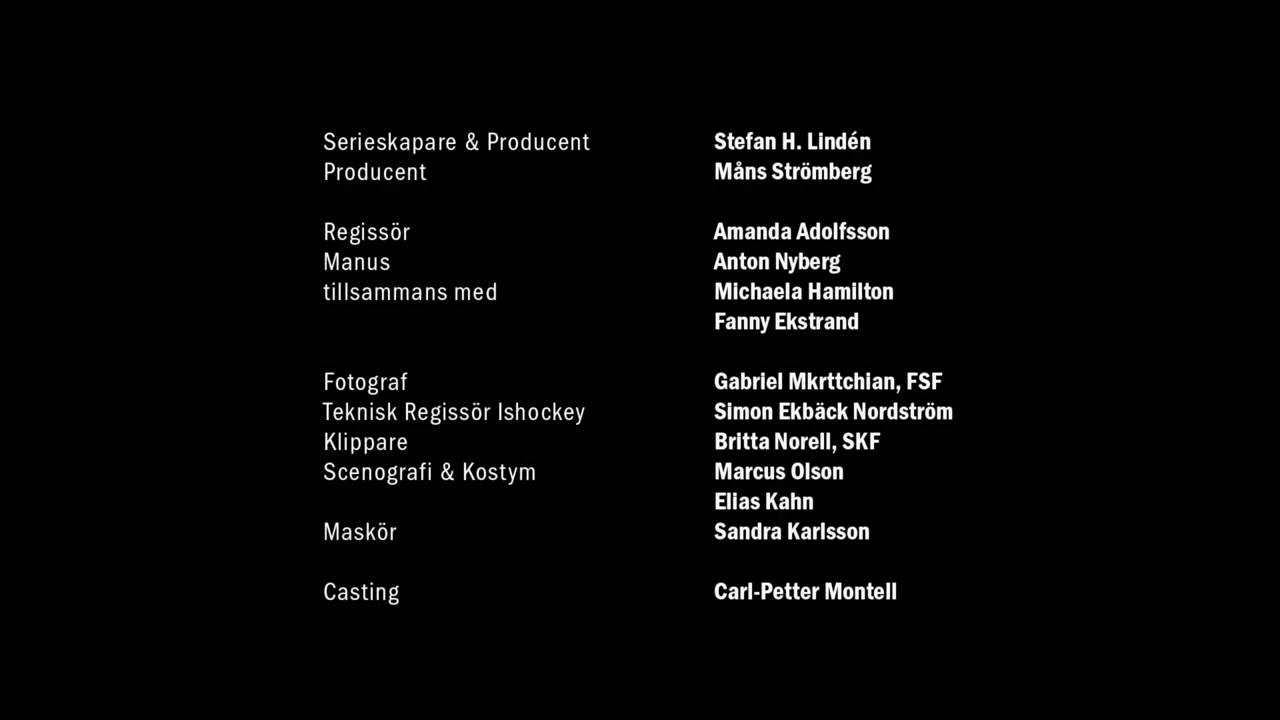 Serieskapare & Producent Stefan H. Lindén
Producent Måns Strömberg
Regissör Amanda Adolfsson
Manus Anton Nyberg
tillsammans med Michaela Hamilton
Fanny Ekstrand
Fotograf Gabriel Mkrttchian, FSF
Teknisk Regissör Ishockey Simon Ekbäck Nordström
Klippare Britta Norell, SKF
Scenografi & Kostym Marcus Olson
Elias Kahn
Maskör Sandra Karlsson
Casting Carl-Petter Montell